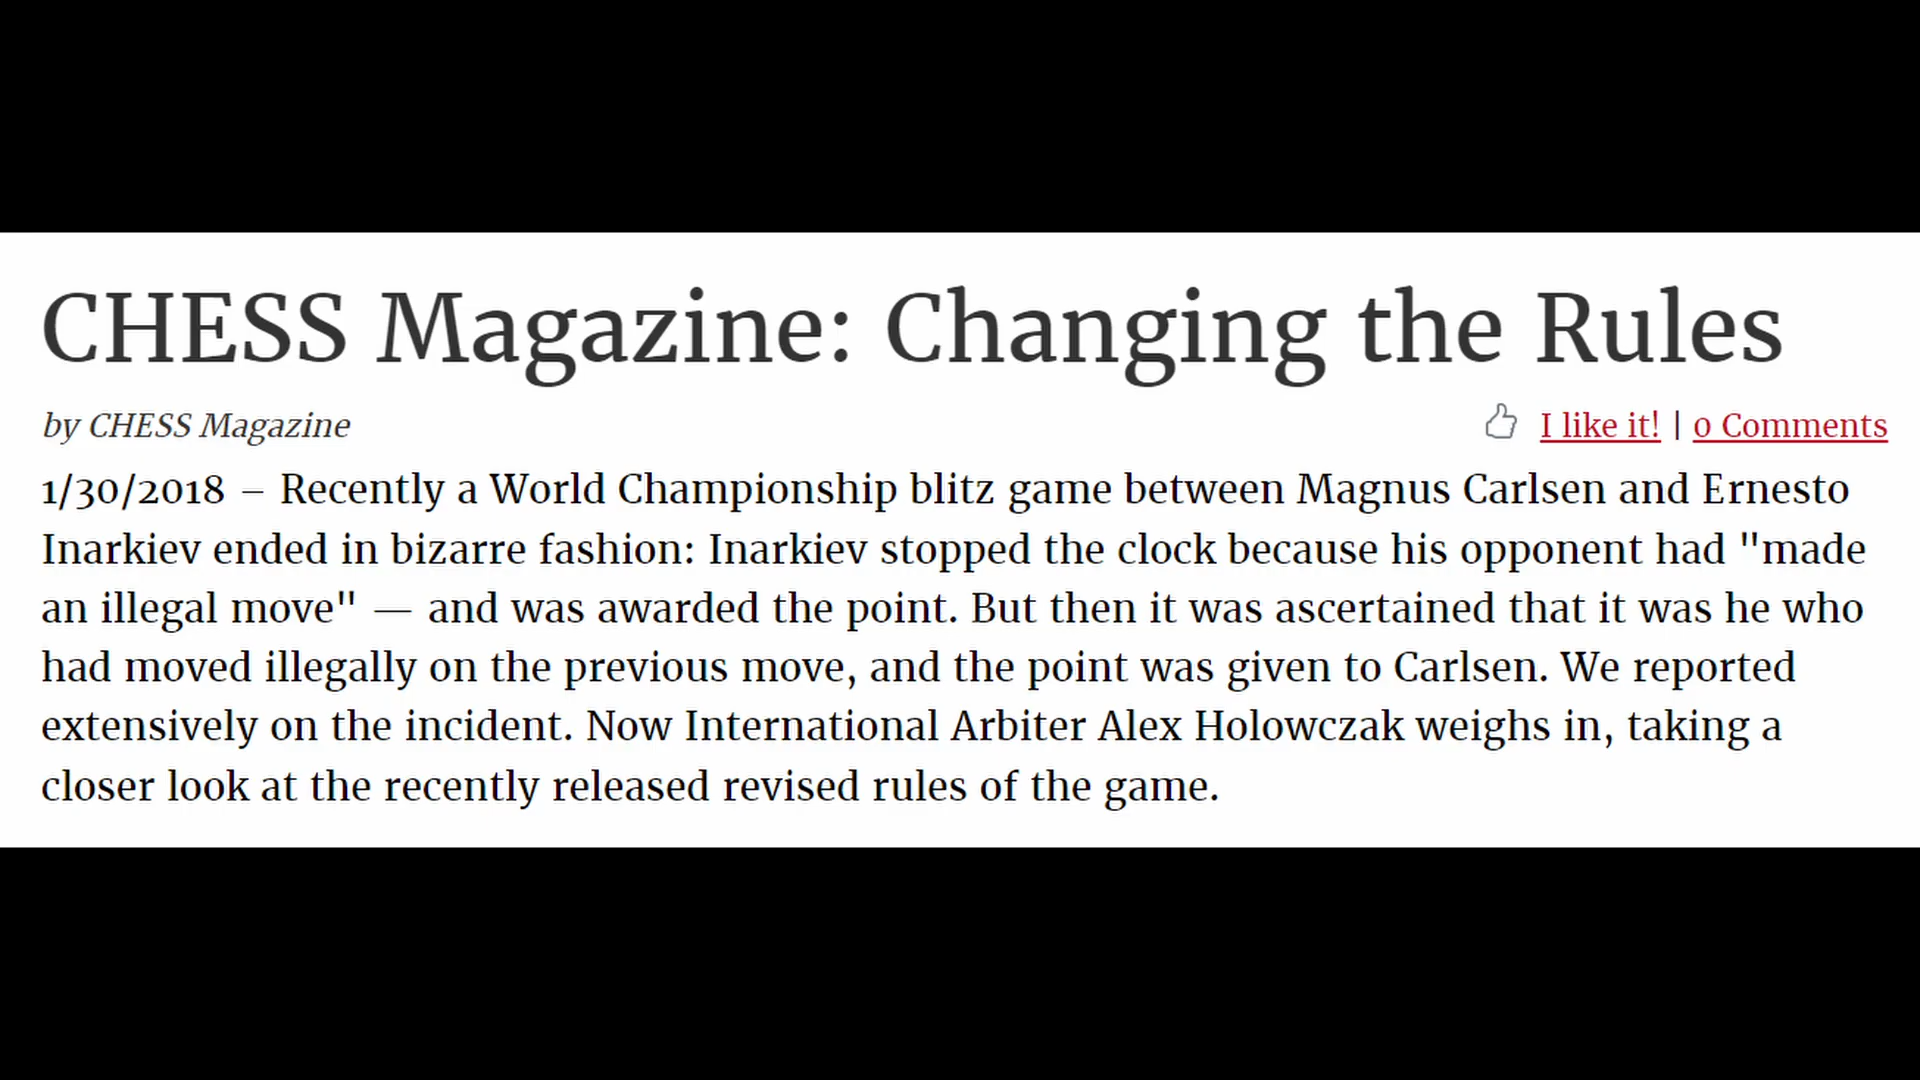 CHESS Magazine: Changing the Rules
by CHESS Magazine
I like it! | 0 Comments
1/30/2018 – Recently a World Championship blitz game between Magnus Carlsen and Ernesto
Inarkiev ended in bizarre fashion: Inarkiev stopped the clock because his opponent had "made
an illegal move" — and was awarded the point. But then it was ascertained that it was he who
had moved illegally on the previous move, and the point was given to Carlsen. We reported
extensively on the incident. Now International Arbiter Alex Holowczak weighs in, taking a
closer look at the recently released revised rules of the game.